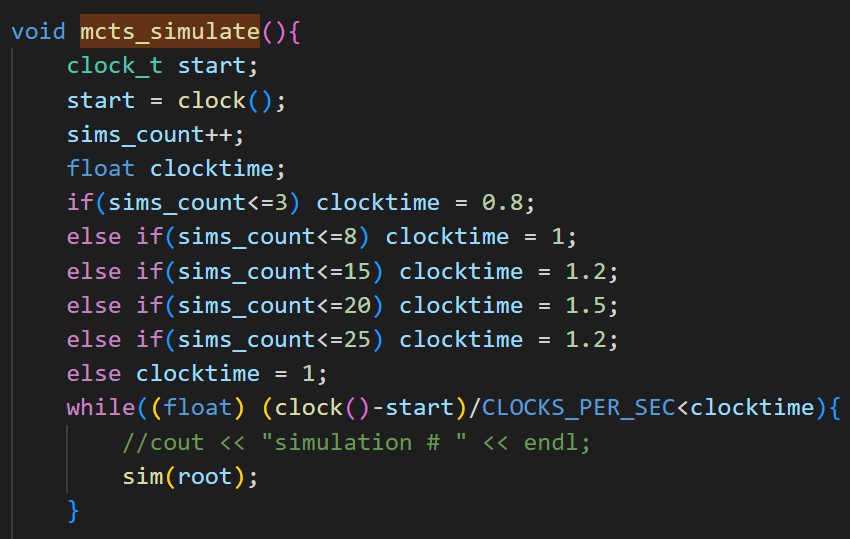 void mcts_simulate(){
clock_t start;
start = clock();
sims_count++;
float clocktime;
if(sims_count<=3) clocktime = 0.8;
else if(sims_count<=8) clocktime = 1;
else if(sims_count<=15) clocktime = 1.2;
else if(sims_count<=20) clocktime = 1.5;
else if(sims_count<=25) clocktime = 1.2;
else clocktime = 1;
while((float) (clock()-start)/CLOCKS_PER_SEC<clocktime){
//cout << "simulation # " << endl;
sim(root);
}